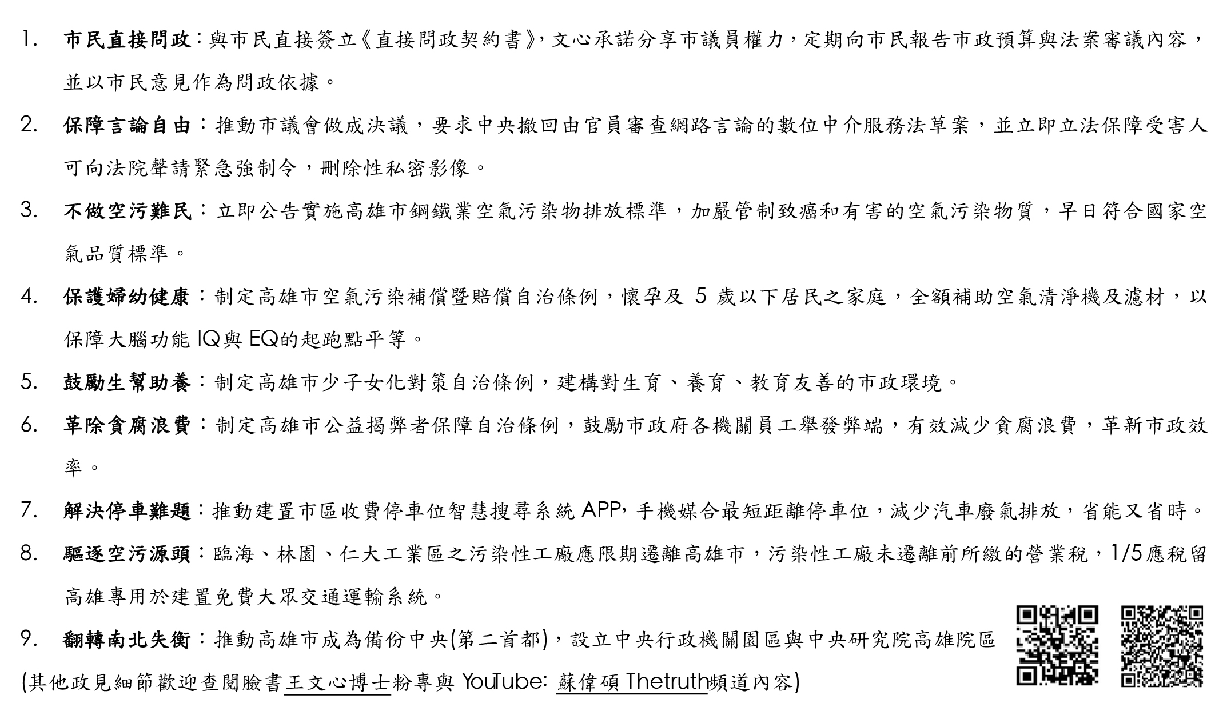 1. 市民直接問政：與市民直接簽立《直接問政契約書》，文心承諾分享市議員權力，定期向市民報告市政預算與法案審議內容，
並以市民意見作為問政依據。
2. 保障言論自由：推動市議會做成決議，要求中央撤回由官員審查網路言論的數位中介服務法草案，並立即立法保障受害人
可向法院聲請緊急強制令，刪除性私密影像。
3. 不做空污難民：立即公告實施高雄市鋼鐵業空氣污染物排放標準，加嚴管制致癌和有害的空氣污染物質，早日符合國家空
氣品質標準。
4. 保護婦幼健康：制定高雄市空氣污染補償暨賠償自治條例，懷孕及 5 歲以下居民之家庭，全額補助空氣清淨機及濾材，以
保障大腦功能 IQ與 EQ的起跑點平等。
5. 鼓勵生幫助養：制定高雄市少子女化對策自治條例，建構對生育、養育、教育友善的市政環境。
6. 革除貪腐浪費：制定高雄市公益揭弊者保障自治條例，鼓勵市政府各機關員工舉發弊端，有效減少貪腐浪費，革新市政效
率。
7. 解決停車難題：推動建置市區收費停車位智慧搜尋系統 APP，手機媒合最短距離停車位，減少汽車廢氣排放，省能又省時。
8. 驅逐空污源頭：臨海、林園、仁大工業區之污染性工廠應限期遷離高雄市，污染性工廠未遷離前所繳的營業稅，1/5應稅留
高雄專用於建置免費大眾交通運輸系統。
9. 翻轉南北失衡：推動高雄市成為備份中央(第二首都)，設立中央行政機關園區與中央研究院高雄院區
(其他政見細節歡迎查閱臉書王文心博士粉專與 YouTube: 蘇偉碩 Thetruth頻道內容)